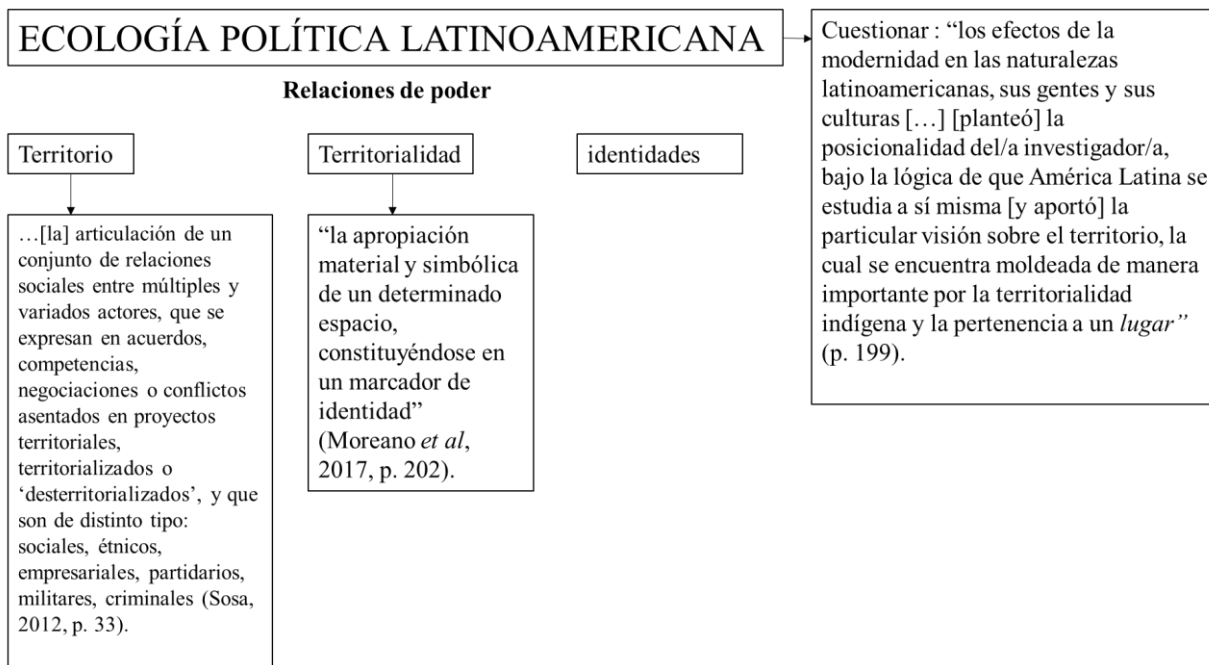 ECOLOGÍA POLÍTICA LATINOAMERICANA
Relaciones de poder
Territorio
…[la] articulación de un
conjunto de relaciones
sociales entre múltiples y
variados actores, que se
expresan en acuerdos,
competencias,
negociaciones o conflictos
asentados en proyectos
territoriales,
territorializados o
‘desterritorializados’, y que
son de distinto tipo:
sociales, étnicos,
empresariales, partidarios,
militares, criminales (Sosa,
2012, p. 33).
Territorialidad
“la apropiación
material y simbólica
de un determinado
espacio,
constituyéndose en
un marcador de
identidad”
(Moreano et al,
2017, p. 202).
identidades
Cuestionar : “los efectos de la
modernidad en las naturalezas
latinoamericanas, sus gentes y sus
culturas […] [planteó] la
posicionalidad del/a investigador/a,
bajo la lógica de que América Latina se
estudia a sí misma [y aportó] la
particular visión sobre el territorio, la
cual se encuentra moldeada de manera
importante por la territorialidad
indígena y la pertenencia a un lugar”
(p. 199).